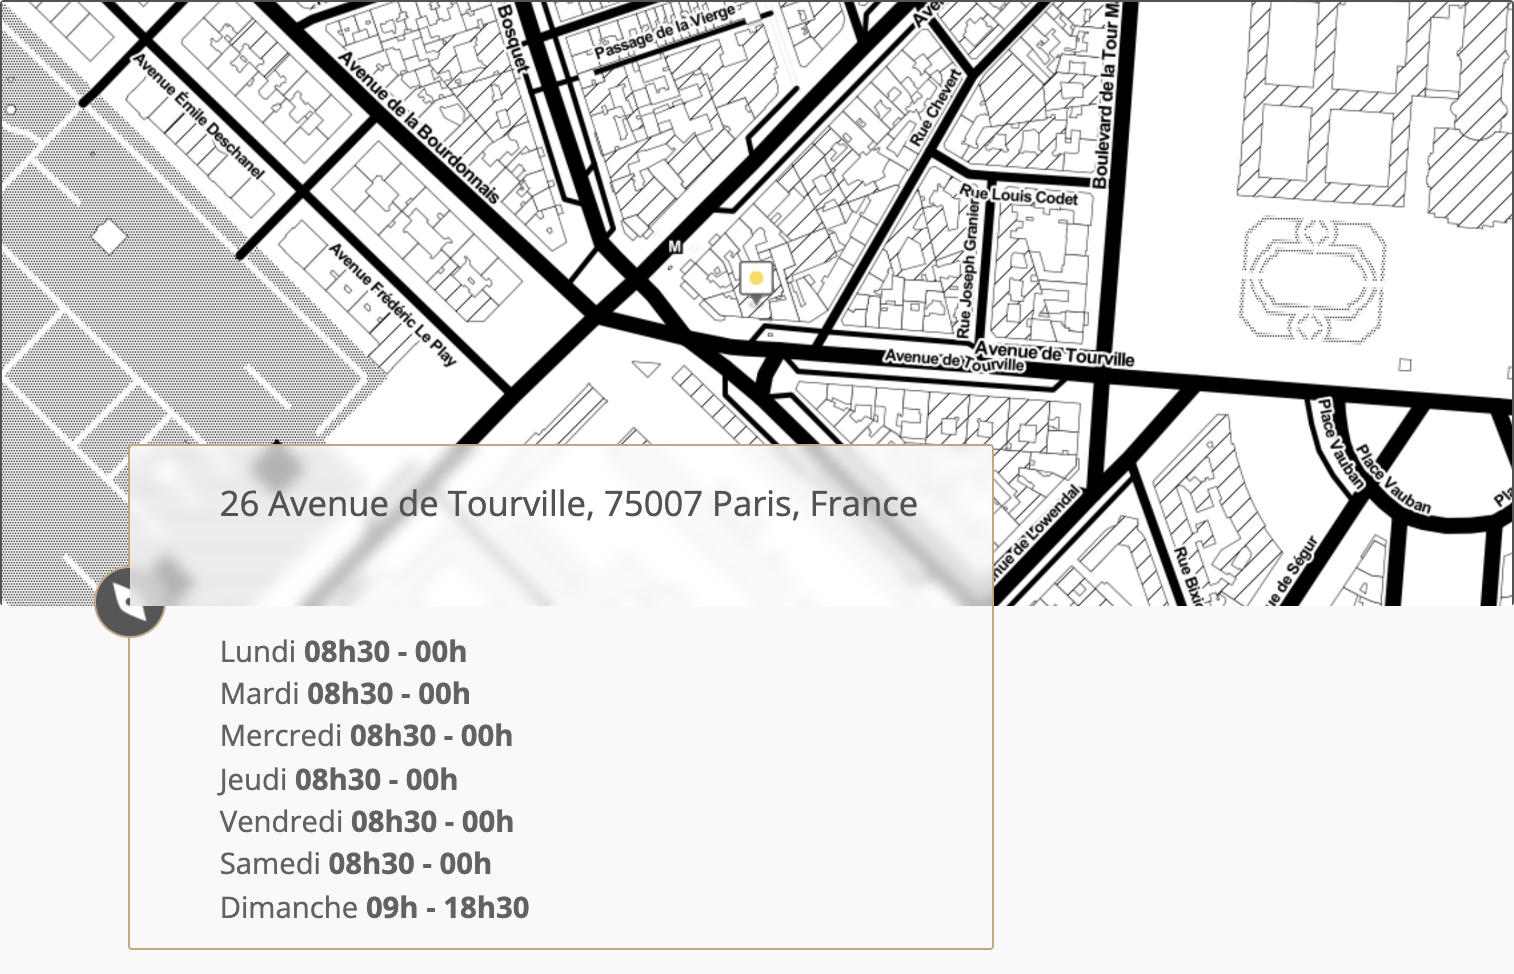 Bosquet
Passage de la Vierge
Avenue Émile Deschanel
Avenue de la Bourdonnais
Rue Chevert
Boulevard de la Tour M
Rue Louis Codet
M
Avenue Frédéric Le Play
Rue Joseph Granier
Avenue de Tourville
Avenue de Tourville
Place Vauban
Place Vauban
nue de Lowendal
Rue Bixi
ue de Ségur
26 Avenue de Tourville, 75007 Paris, France
Lundi 08h30 - 00h
Mardi 08h30 - 00h
Mercredi 08h30 - 00h
Jeudi 08h30 - 00h
Vendredi 08h30 - 00h
Samedi 08h30 - 00h
Dimanche 09h - 18h30